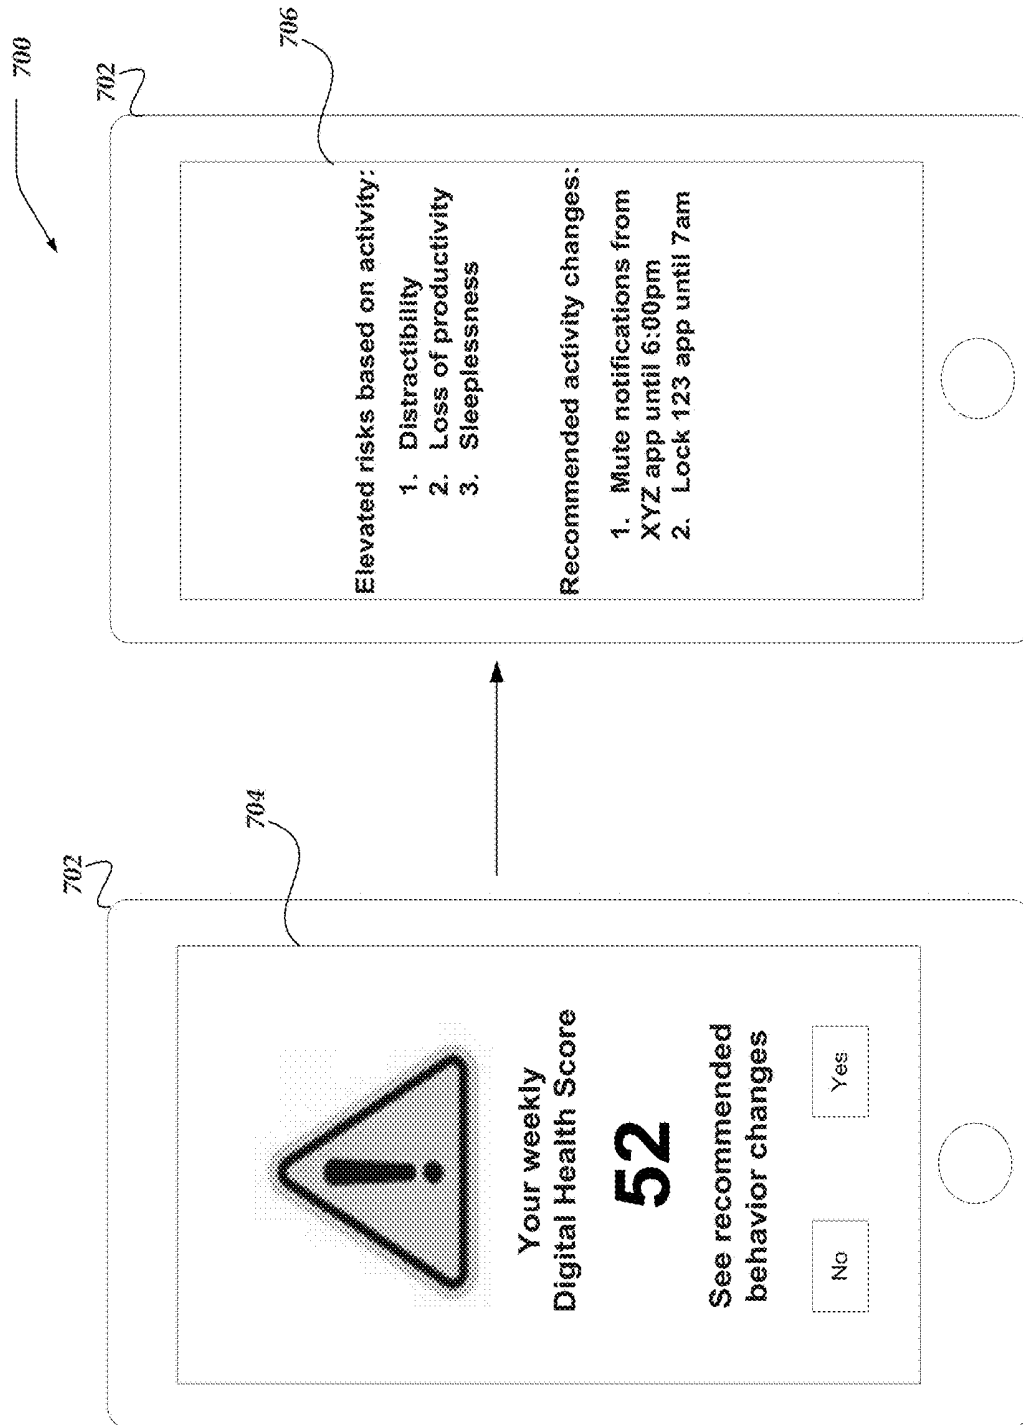 700
702
704
Your weekly
Digital Health Score
52
See recommended
behavior changes
No
Yes
702
706
Elevated risks based on activity:
1. Distractibility
2. Loss of productivity
3. Sleeplessness
Recommended activity changes:
1. Mute notifications from
XYZ app until 6:00pm
2. Lock 123 app until 7am